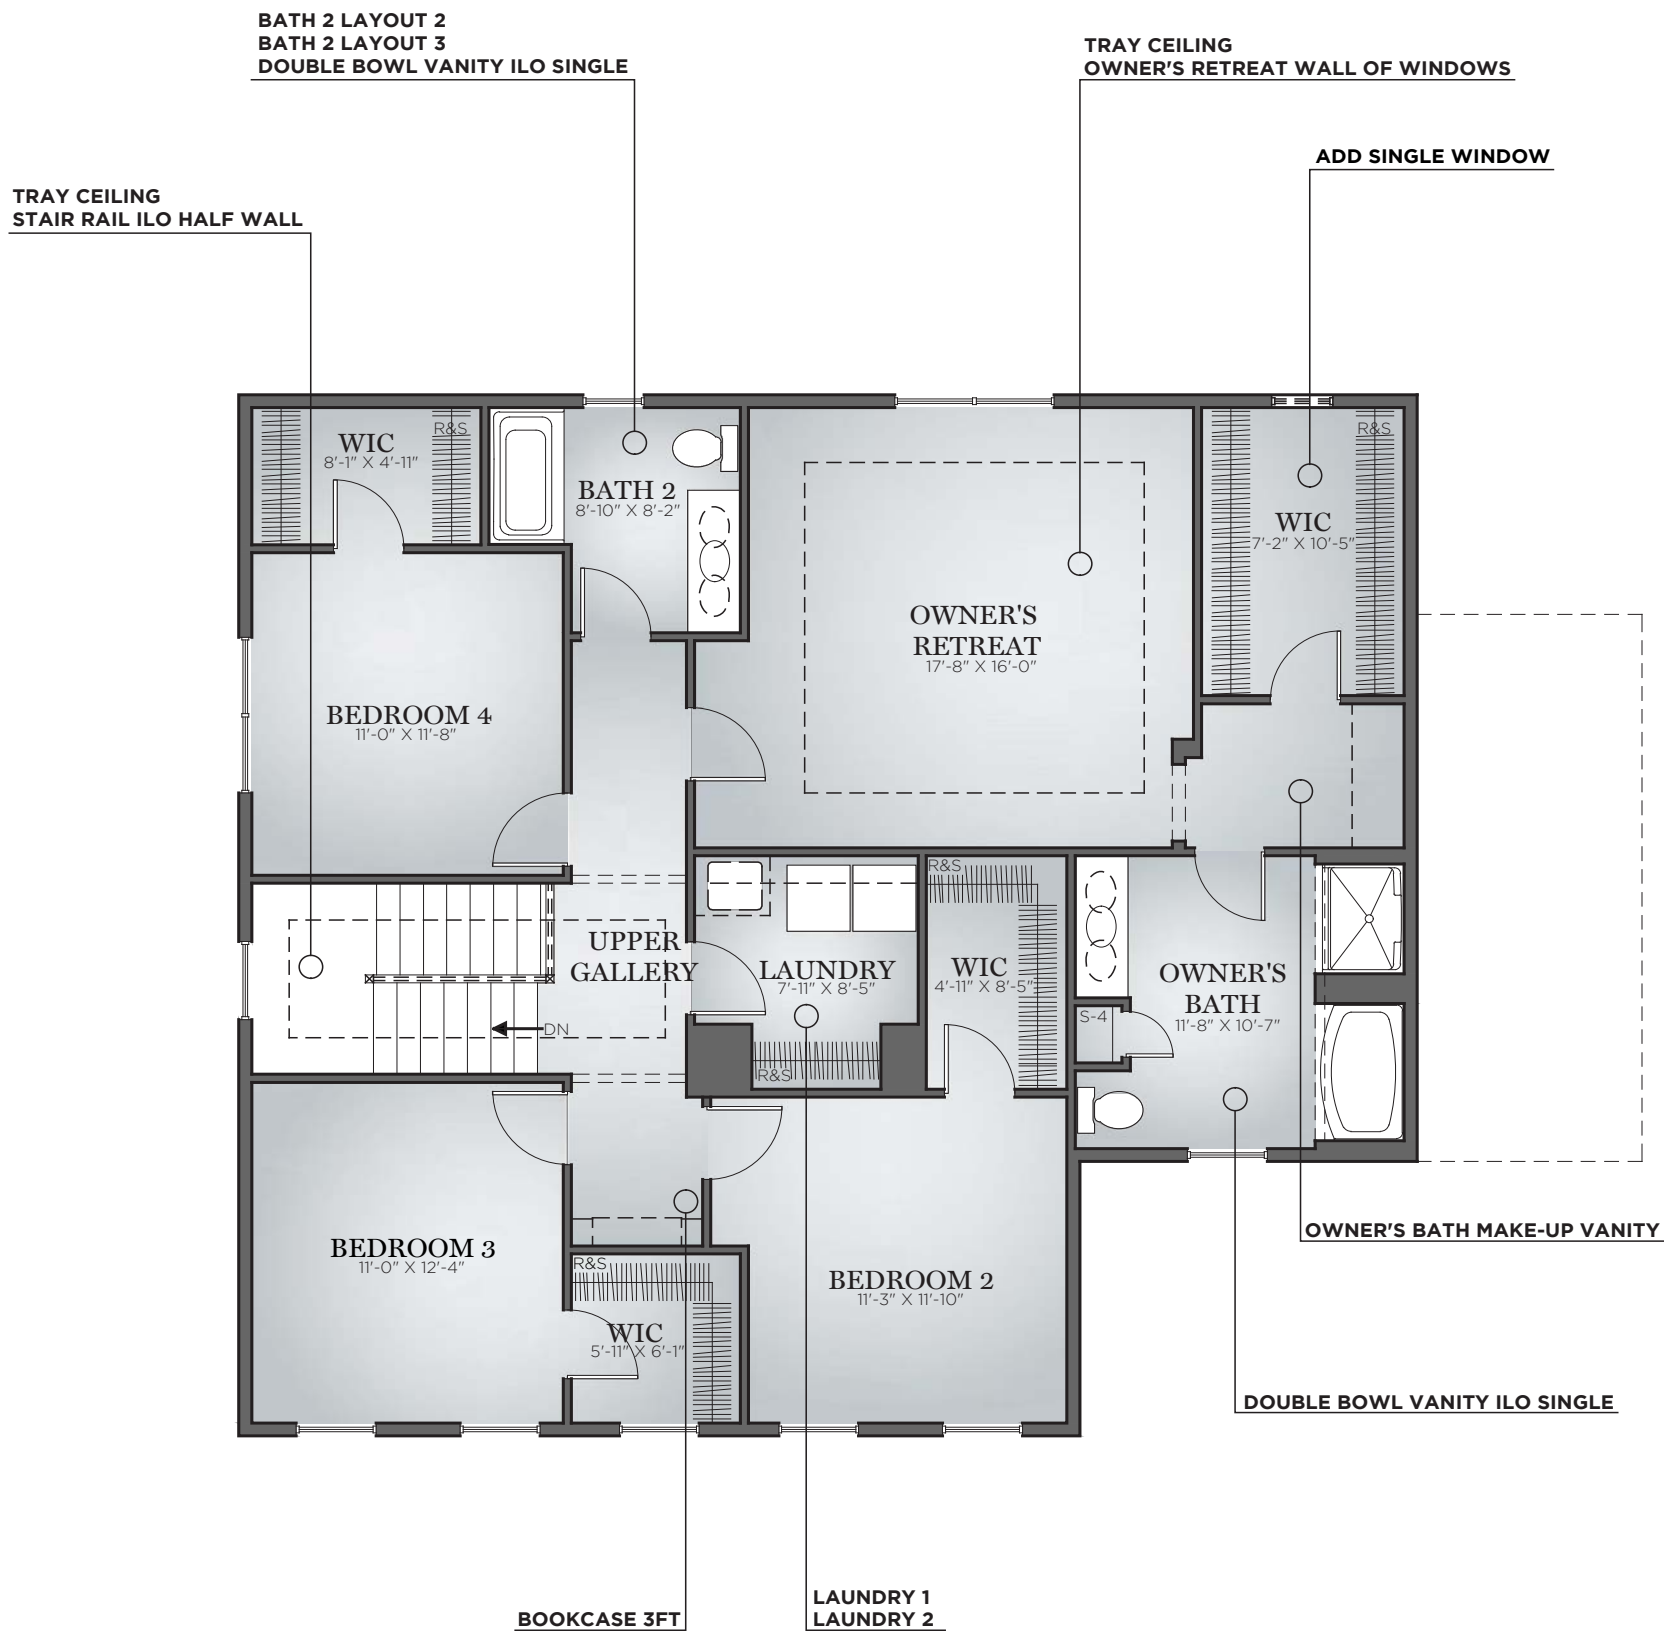 BATH 2 LAYOUT 2
BATH 2 LAYOUT 3
DOUBLE BOWL VANITY ILO SINGLE
TRAY CEILING
OWNER'S RETREAT WALL OF WINDOWS
ADD SINGLE WINDOW
TRAY CEILING
STAIR RAIL ILO HALF WALL
WIC
8'-1" X 4'-11"
R&S
BATH 2
8'-10" X 8'-2"
R&S
WIC
7'-2" X 10'-5"
OWNER'S
RETREAT
17'-8" X 16'-0"
BEDROOM 4
11'-0" X 11'-8"
UPPER
GALLERY
DN
LAUNDRY
7'-11" X 8'-5"
R&S
R&S
WIC
4'-11" X 8'-5"
OWNER'S
BATH
11'-8" X 10'-7"
S-4
BEDROOM 3
11'-0" X 12'-4"
R&S
WIC
5'-11" X 6'-1"
BEDROOM 2
11'-3" X 11'-10"
OWNER'S BATH MAKE-UP VANITY
DOUBLE BOWL VANITY ILO SINGLE
BOOKCASE 3FT
LAUNDRY 1
LAUNDRY 2